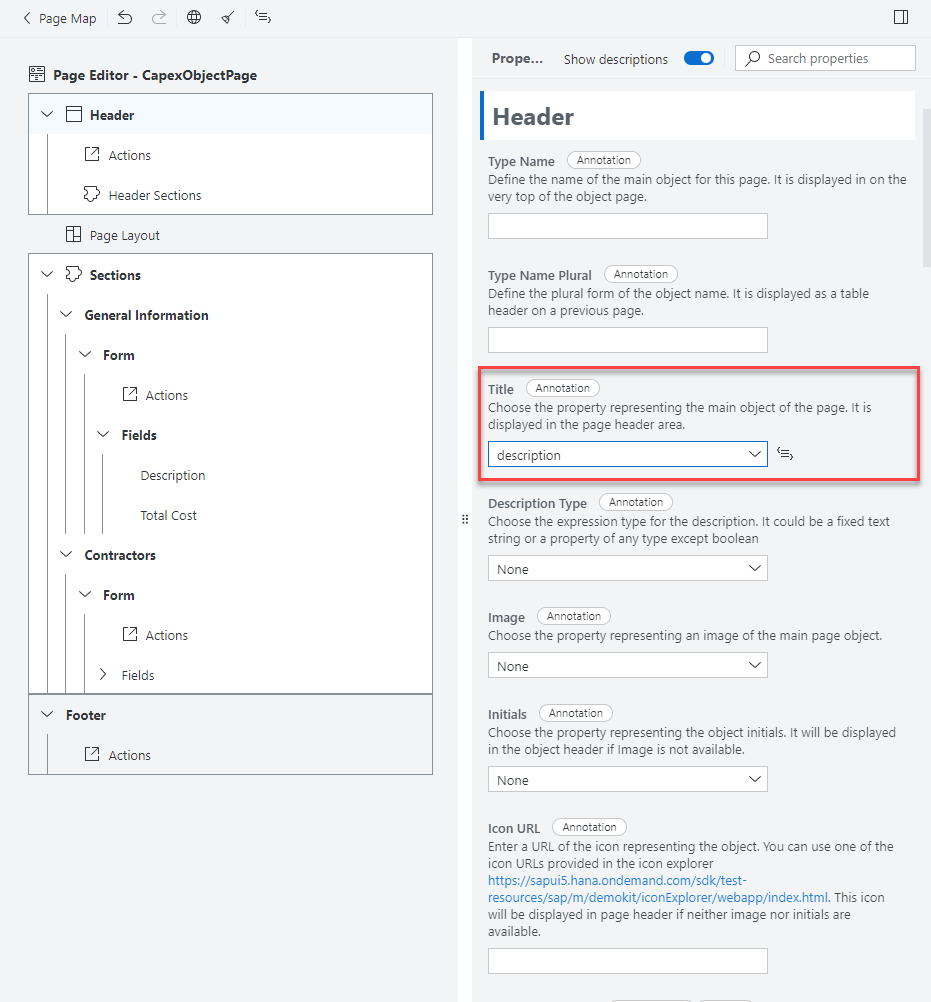 Page Map
Page Editor - CapexObjectPage
Header
Actions
Header Sections
Page Layout
Sections
General Information
Form
Actions
Fields
Description
Total Cost
Contractors
Form
Actions
Fields
Footer
Actions
Prope...
Show descriptions
Search properties
Header
Type Name Annotation
Define the name of the main object for this page. It is displayed in on the
very top of the object page.
Type Name Plural Annotation
Define the plural form of the object name. It is displayed as a table
header on a previous page.
Title Annotation
Choose the property representing the main object of the page. It is
displayed in the page header area.
description
Description Type Annotation
Choose the expression type for the description. It could be a fixed text
string or a property of any type except boolean
None
Image Annotation
Choose the property representing an image of the main page object.
None
Initials Annotation
Choose the property representing the object initials. It will be displayed
in the object header if Image is not available.
None
Icon URL Annotation
Enter a URL of the icon representing the object. You can use one of the
icon URLs provided in the icon explorer
https://sapui5.hana.ondemand.com/sdk/test-
resources/sap/m/demokit/iconExplorer/webapp/index.html. This icon
will be displayed in page header if neither image nor initials are
available.